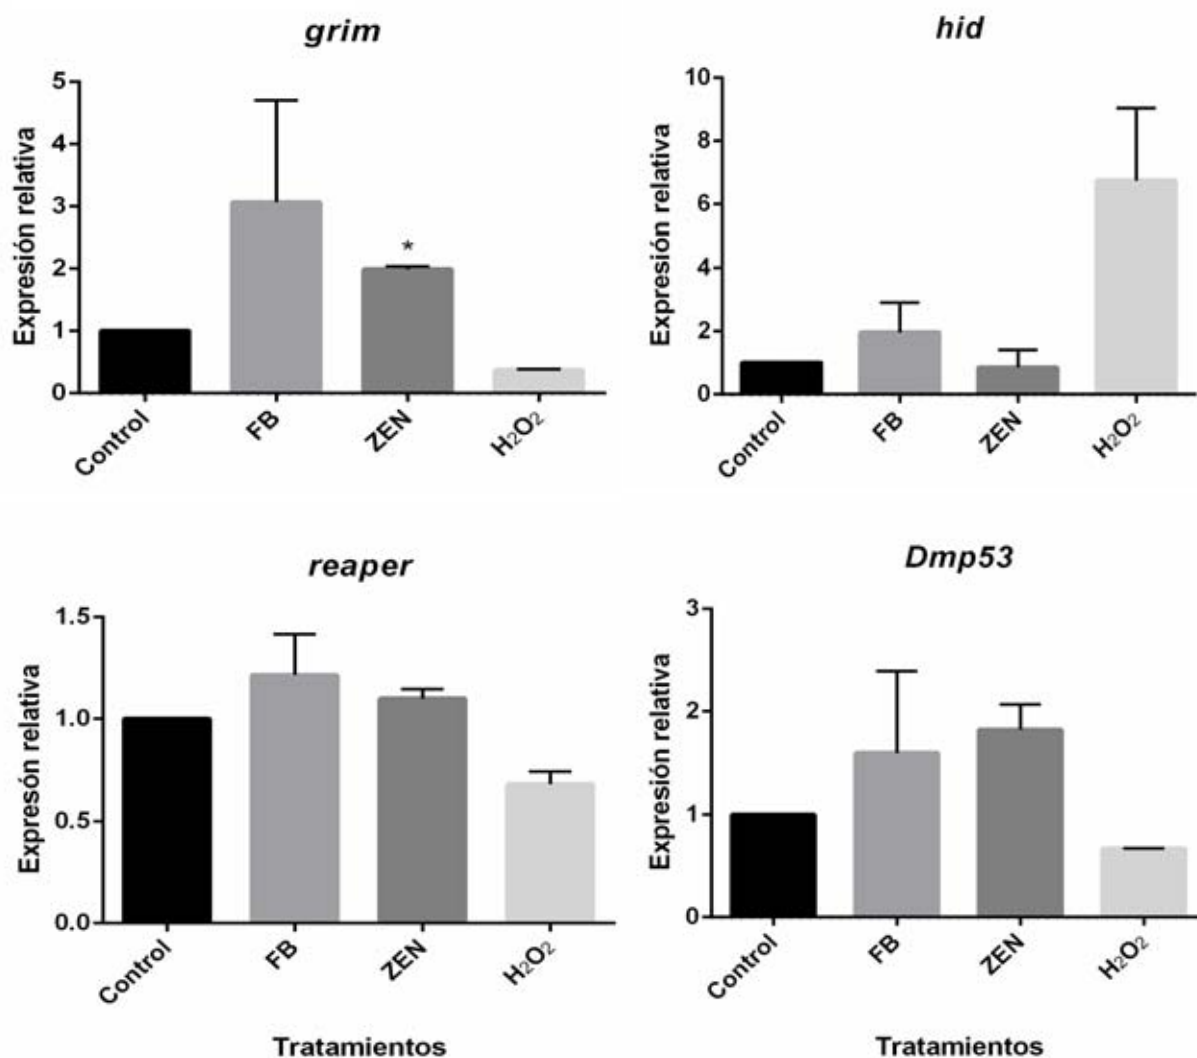 grim
Expresión relativa
5
4
3
2
1
0
*
Control
FB
ZEN
H₂O₂
hid
Expresión relativa
10
8
6
4
2
0
Control
FB
ZEN
H₂O₂
reaper
Expresón relativa
1.5
1.0
0.5
0.0
Control
FB
ZEN
H₂O₂
Tratamientos
Dmp53
Expresión relativa
3
2
1
0
Control
FB
ZEN
H₂O₂
Tratamientos